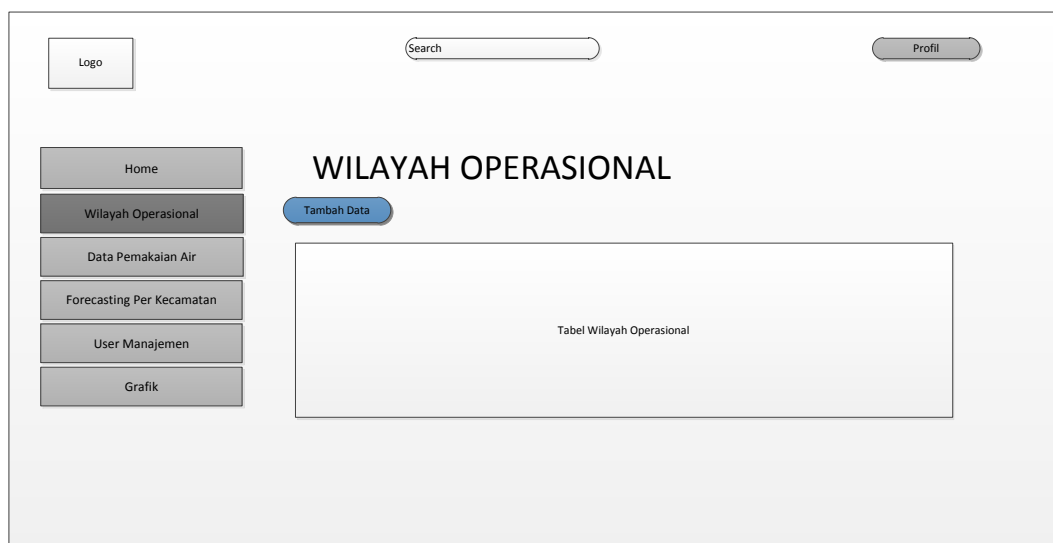 Logo
Search
Profil
Home
Wilayah Operasional
Data Pemakaian Air
Forecasting Per Kecamatan
User Manajemen
Grafik
WILAYAH OPERASIONAL
Tambah Data
Tabel Wilayah Operasional